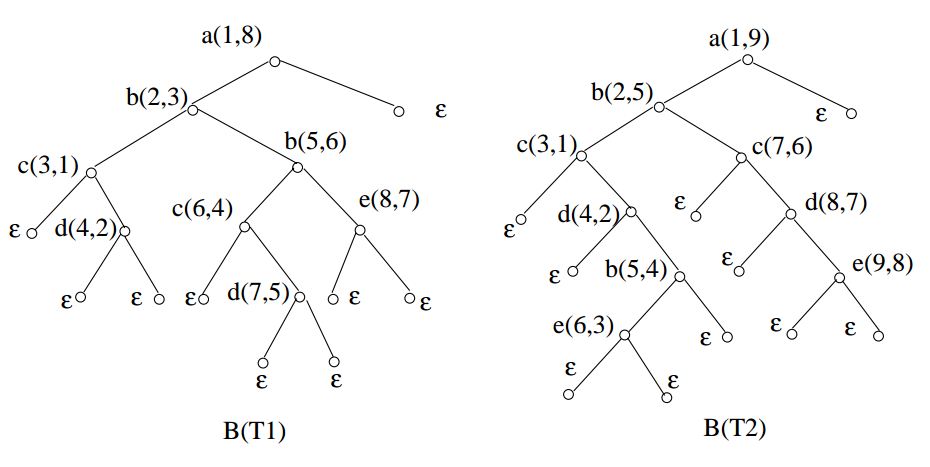 a(1,8)
b(2,3)
ε
b(5,6)
c(3,1)
c(6,4)
e(8,7)
ε
d(4,2)
ε
ε
ε
d(7,5)
ε
ε
ε
ε
B(T1)
a(1,9)
b(2,5)
ε
c(3,1)
c(7,6)
ε
d(4,2)
ε
d(8,7)
ε
b(5,4)
ε
e(9,8)
e(6,3)
ε
ε
ε
ε
ε
B(T2)